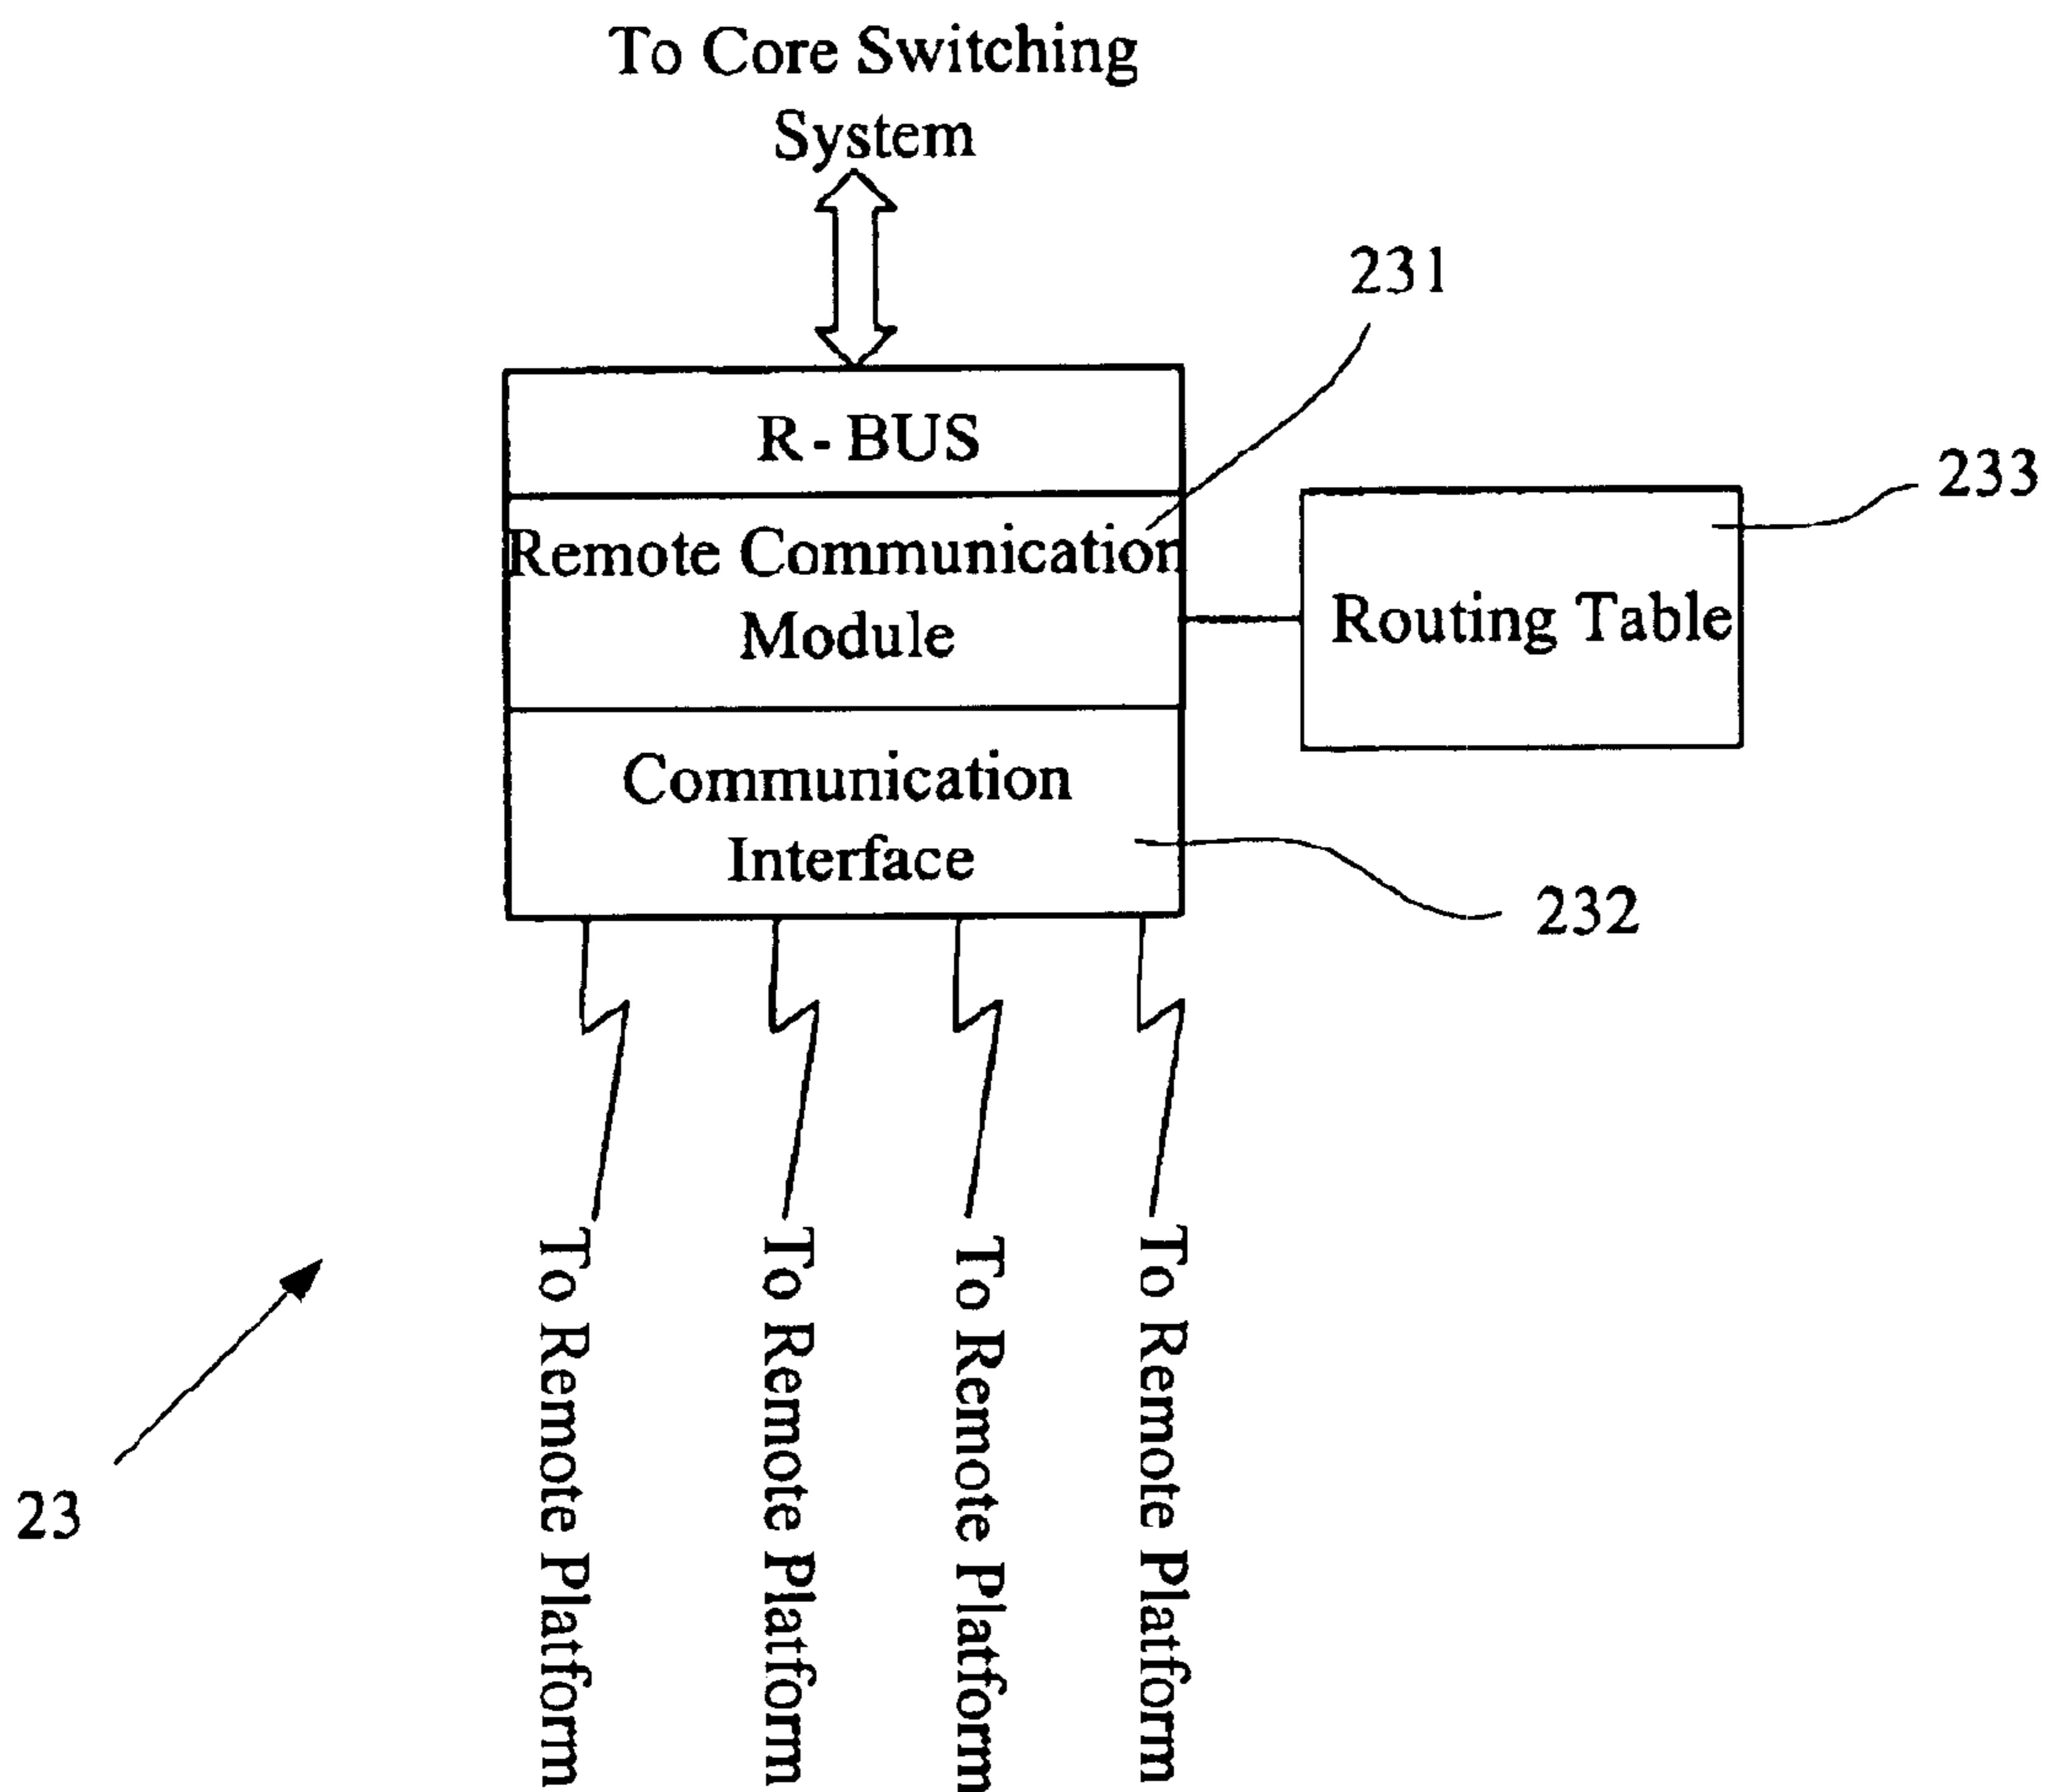 To Core Switching
System
231
R - BUS
233
Remote Communication
Module
Routing Table
Communication
Interface
232
To Remote Platform
To Remote Platform
To Remote Platform
To Remote Platform
23